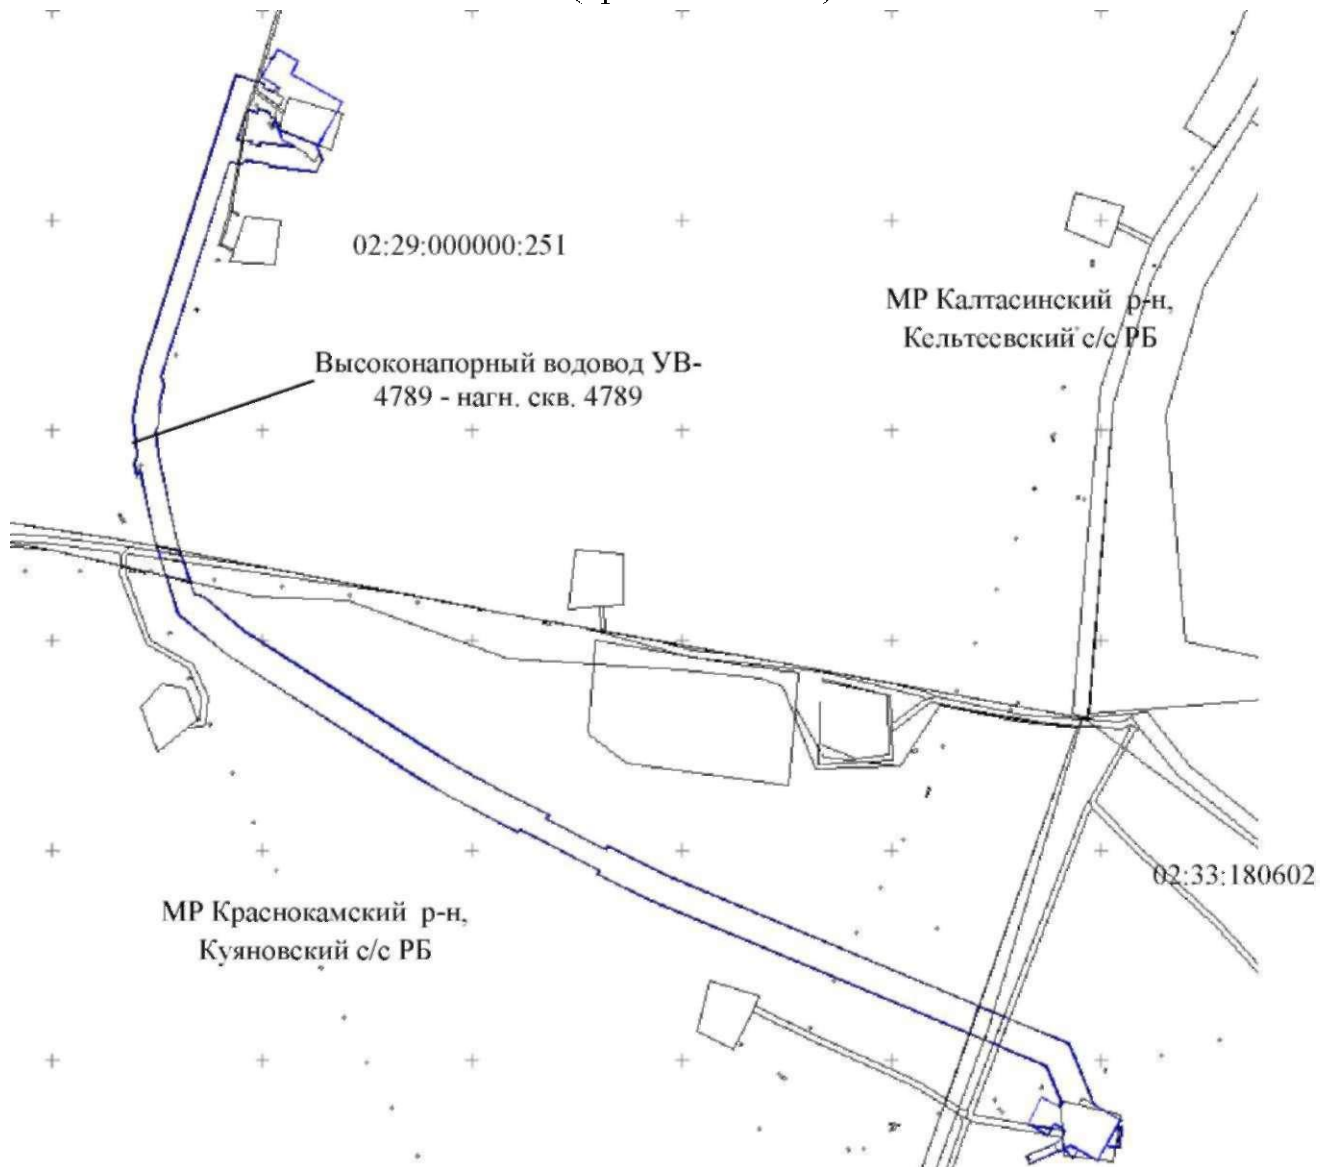 02:29:000000:251
МР Калтасинский р-н,
Кельтеевский с/с РБ
Высоконапорный водовод УВ-
4789 - нагн. скв. 4789
02:33:180602
МР Краснокамский р-н,
Куяновский с/с РБ